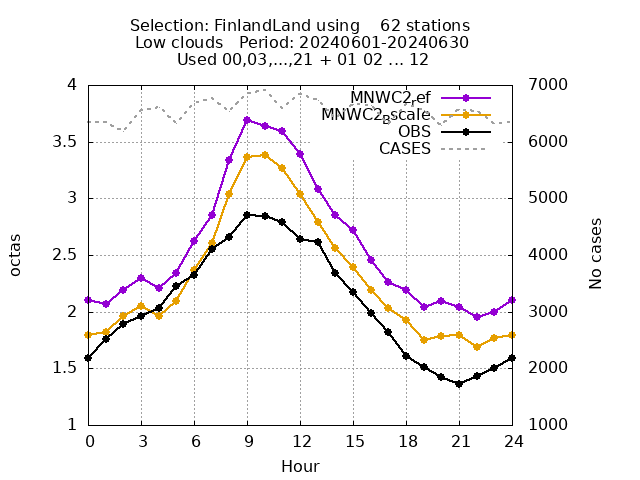 Selection: FinlandLand using    62 stations
Low clouds   Period: 20240601-20240630
Used 00,03,...,21 + 01 02 ... 12
4
3.5
3
2.5
2
1.5
1
7000
6000
5000
4000
3000
2000
1000
MNWC2,ef
MNWC2_Bscale
OBS
CASES
octas
No cases
0 3 6 9 12 15 18 21 24
Hour